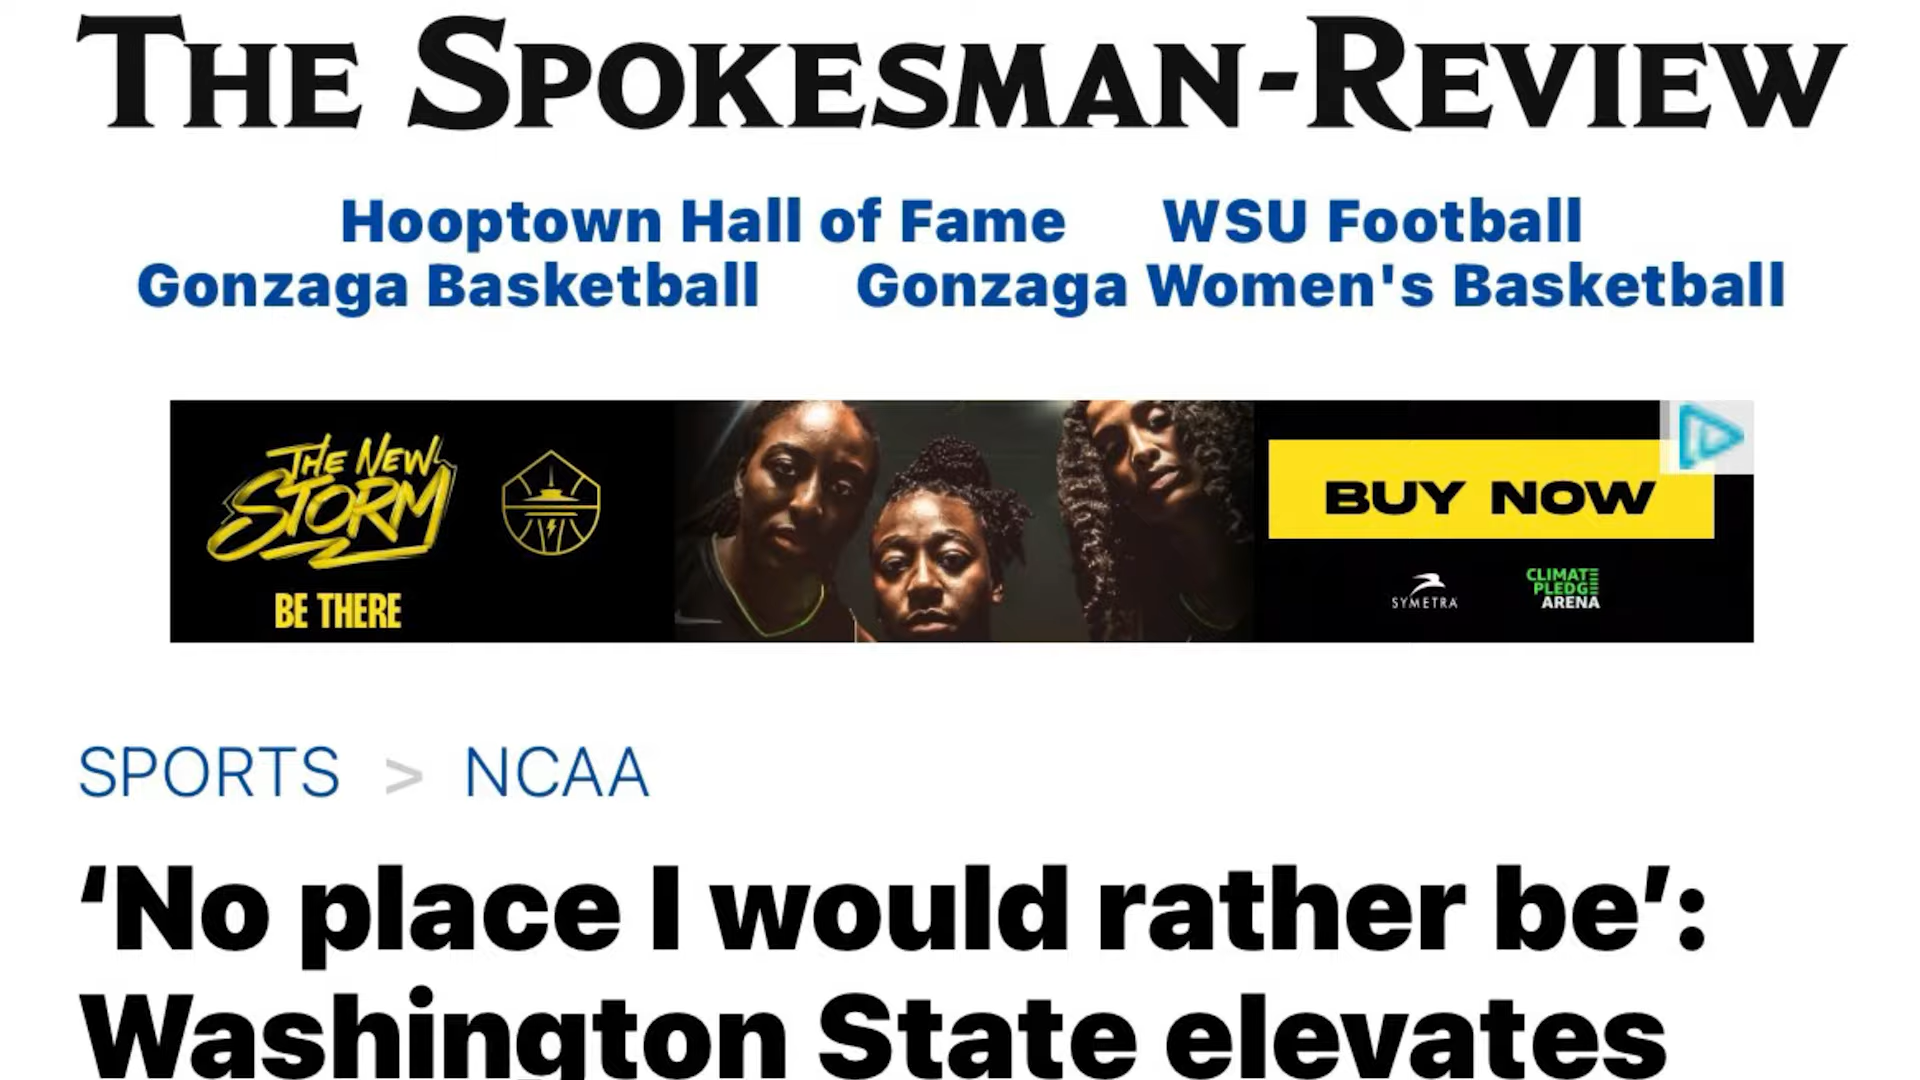 THE SPOKESMAN-REVIEW
Hooptown Hall of Fame WSU Football
Gonzaga Basketball Gonzaga Women's Basketball
THE NEW
STORM
BE THERE
BUY NOW
SYMETRA
CLIMATE
PLEDGE
ARENA
SPORTS > NCAA
‘No place I would rather be’:
Washington State elevates